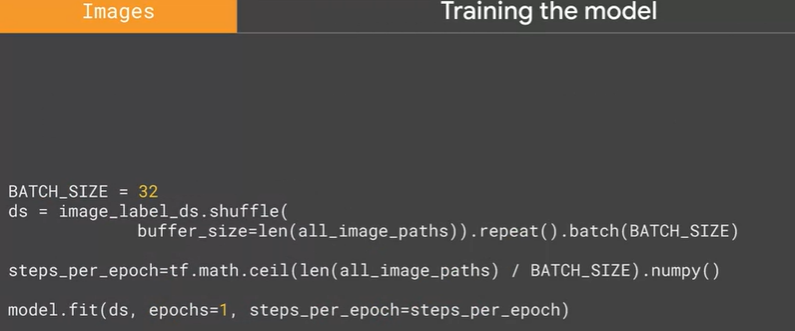 Images
Training the model
BATCH_SIZE = 32
ds = image_label_ds.shuffle(
buffer_size=len(all_image_paths)).repeat().batch(BATCH_SIZE)
steps_per_epoch=tf.math.ceil(len(all_image_paths) / BATCH_SIZE).numpy()
model.fit(ds, epochs=1, steps_per_epoch=steps_per_epoch)